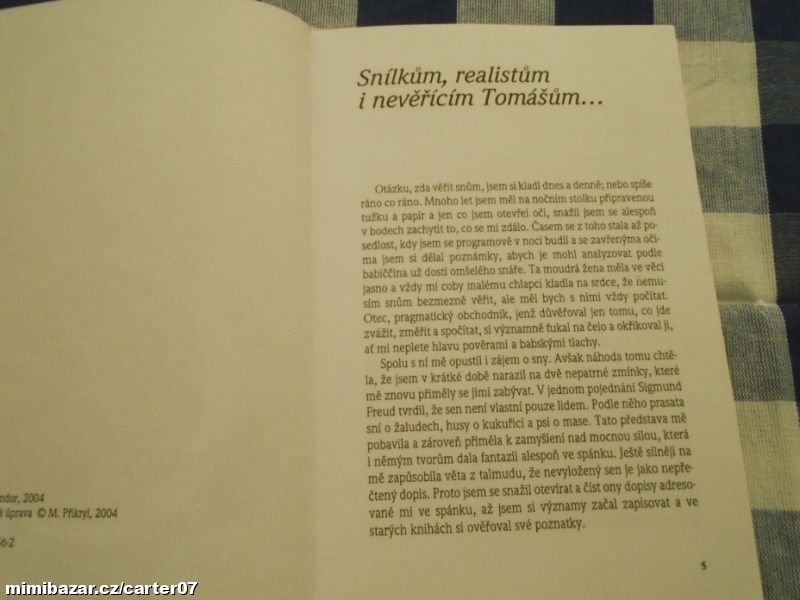 Snílkům, realistům
i nevěřícím Tomášům...
Otázku, zda věřit snům, jsem si kladl dnes a denně; nebo spíše
ráno co ráno. Mnoho let jsem měl na nočním stolku připravenou
tužku a papír a jen co jsem otevřel oči, snažil jsem se alespoň
v bodech zachytit to, co se mi zdálo. Časem se z toho stala až po-
sedlost, kdy jsem se programově v noci budil a se zavřenýma oči-
ma jsem si dělal poznámky, abych je mohl analyzovat podle
babiččina už dosti omšelého snáře. Ta moudrá žena měla ve věci
jasno a vždy mi coby malému chlapci kladla na srdce, že nemu-
sím snům bezmezně věřit, ale měl bych s nimi vždy počítat.
Otec, pragmatický obchodník, jenž důvěřoval jen tomu, co jde
zvážit, změřit a spočítat, si významně ťukal na čelo a okřikoval ji,
ať mi neplete hlavu pověrami a babskými tlachy.
Spolu s ní mě opustil i zájem o sny. Avšak náhoda tomu chtě-
la, že jsem v krátké době narazil na dvě nepatrné zmínky, které
mě znovu přiměly se jimi zabývat. V jednom pojednání Sigmund
Freud tvrdil, že sen není vlastní pouze lidem. Podle něho prasata
sní o žaludech, husy o kukuřici a psi o mase. Tato představa mě
pobavila a zároveň přiměla k zamyšlení nad mocnou silou, která
i němým tvorům dala fantazii alespoň ve spánku. Ještě silněji na
mě zapůsobila věta z talmudu, že nevyložený sen je jako nepře-
čtený dopis. Proto jsem se snažil otevírat a číst ony dopisy adreso-
vané mi ve spánku, až jsem si významy začal zapisovat a ve
starých knihách si ověřoval své poznatky.
5
ndor, 2004
á úprava © M. Přikryl, 2004
6-2
mimibazar.cz/carter07